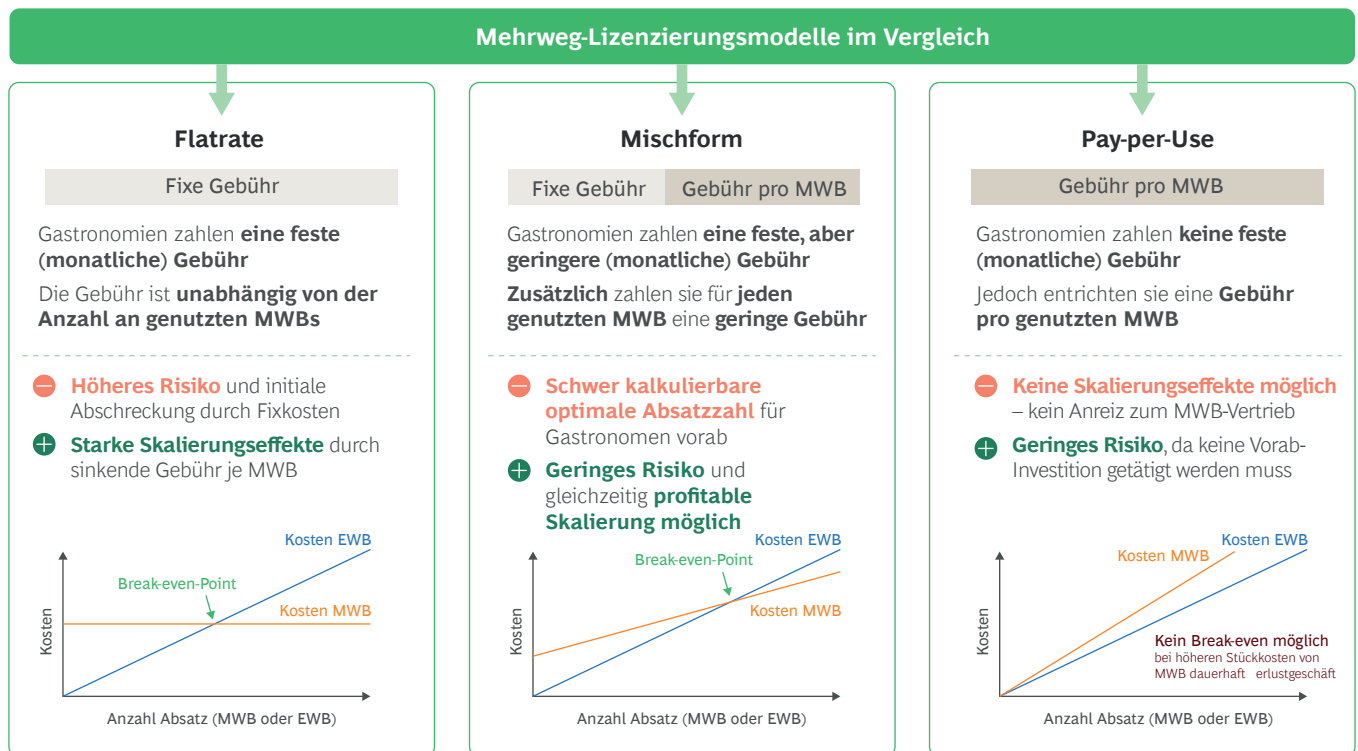 Mehrweg-Lizenzierungsmodelle im Vergleich
Flatrate
Fixe Gebühr
Gastronomien zahlen eine feste
(monatliche) Gebühr
Die Gebühr ist unabhängig von der
Anzahl an genutzten MWBs
Höheres Risiko und initiale
Abschreckung durch Fixkosten
Starke Skalierungseffekte durch
sinkende Gebühr je MWB
Kosten EWB
Break-even-Point
Kosten MWB
Kosten
Anzahl Absatz (MWB oder EWB)
Mischform
Fixe Gebühr
Gebühr pro MWB
Gastronomien zahlen eine feste, aber
geringere (monatliche) Gebühr
Zusätzlich zahlen sie für jeden
genutzten MWB eine geringe Gebühr
Schwer kalkulierbare
optimale Absatzzahl für
Gastronomen vorab
Geringes Risiko und
gleichzeitig profitable
Skalierung möglich
Kosten EWB
Break-even-Point
Kosten MWB
Kosten
Anzahl Absatz (MWB oder EWB)
Pay-per-Use
Gebühr pro MWB
Gastronomien zahlen keine feste
(monatliche) Gebühr
Jedoch entrichten sie eine Gebühr
pro genutzten MWB
Keine Skalierungseffekte möglich
– kein Anreiz zum MWB-Vertrieb
Geringes Risiko, da keine Vorab-
Investition getätigt werden muss
Kosten EWB
Kosten MWB
Kosten
Kein Break-even möglich
bei höheren Stückkosten von
MWB dauerhaft erlustgeschäft
Anzahl Absatz (MWB oder EWB)